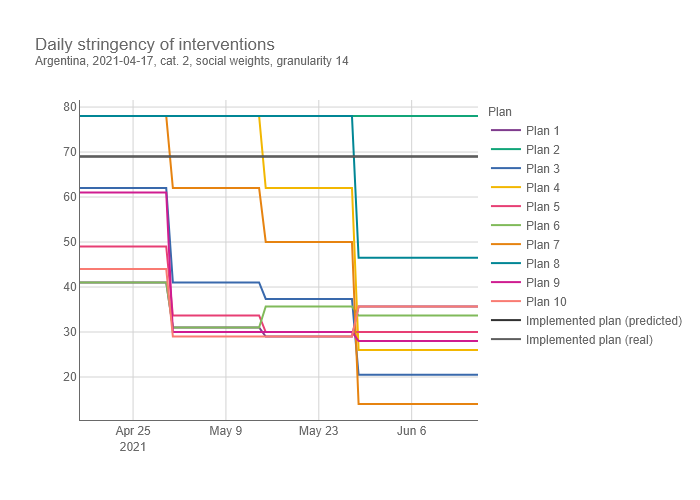 Daily stringency of interventions
Argentina, 2021-04-17, cat. 2, social weights, granularity 14
80
70
60
50
40
30
20
Apr 25
2021
May 9
May 23
Jun 6
Plan
Plan 1
Plan 2
Plan 3
Plan 4
Plan 5
Plan 6
Plan 7
Plan 8
Plan 9
Plan 10
Implemented plan (predicted)
Implemented plan (real)